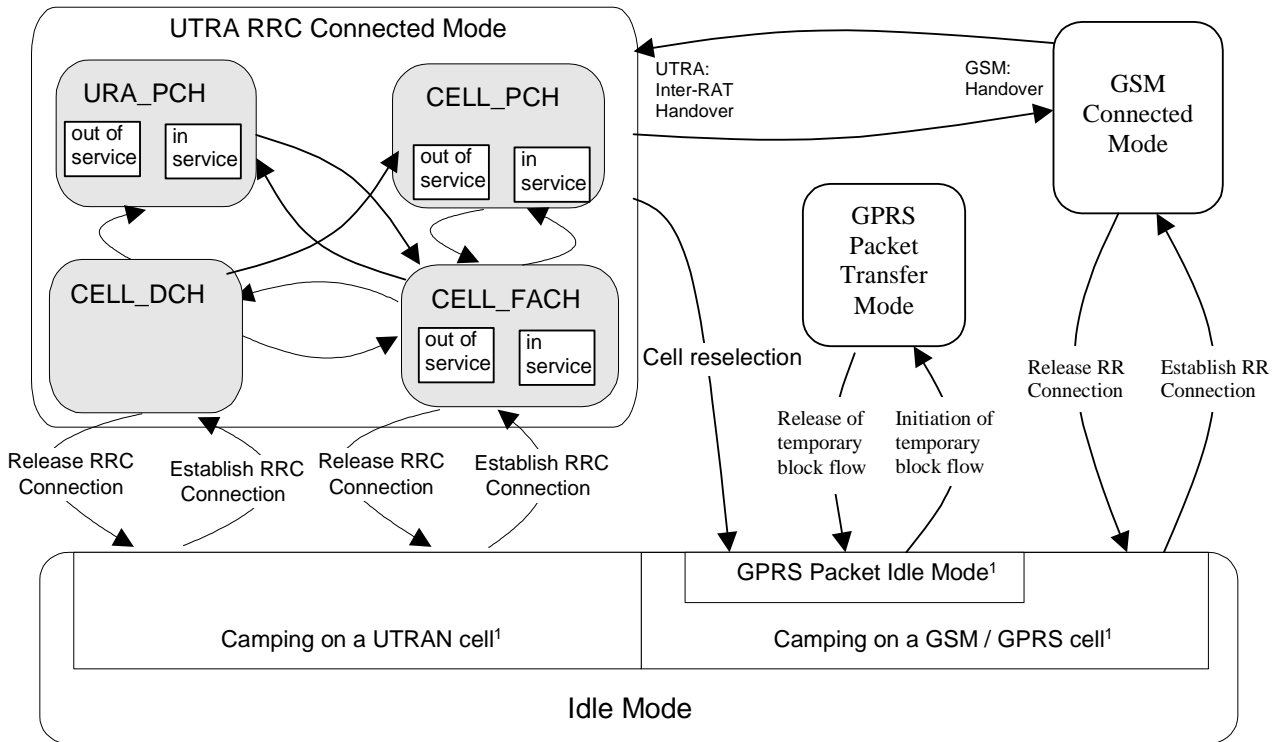 UTRA RRC Connected Mode
URA_PCH
out of
service
in
service
CELL_PCH
out of
service
in
service
CELL_DCH
CELL_FACH
out of
service
in
service
UTRA:
Inter-RAT
Handover
GSM:
Handover
GSM
Connected
Mode
GPRS
Packet
Transfer
Mode
Cell reselection
Release RR
Connection
Establish RR
Connection
Release of
temporary
block flow
Initiation of
temporary
block flow
Release RRC
Connection
Establish RRC
Connection
Release RRC
Connection
Establish RRC
Connection
GPRS Packet Idle Mode¹
Camping on a UTRAN cell¹
Camping on a GSM / GPRS cell¹
Idle Mode